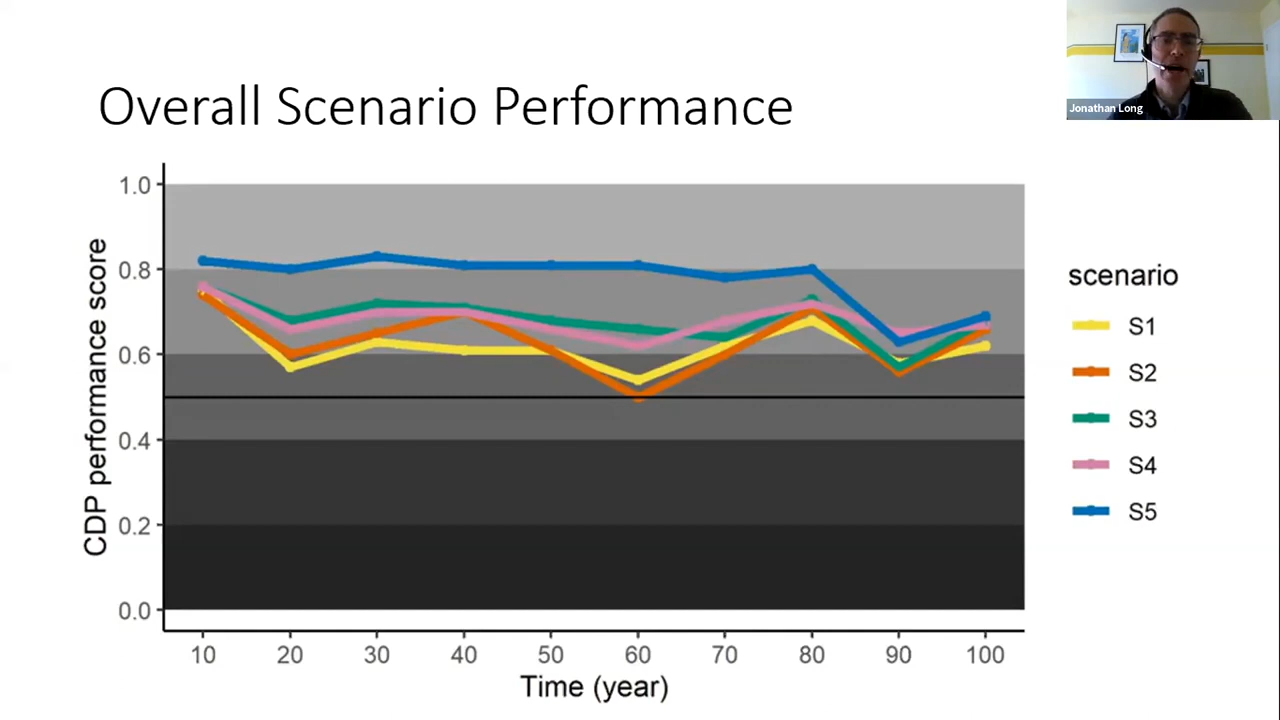 Jonathan Long
Overall Scenario Performance
CDP performance score
1.0
0.8
0.6
0.4
0.2
0.0
10 20 30 40 50 60 70 80 90 100
Time (year)
scenario
S1
S2
S3
S4
S5